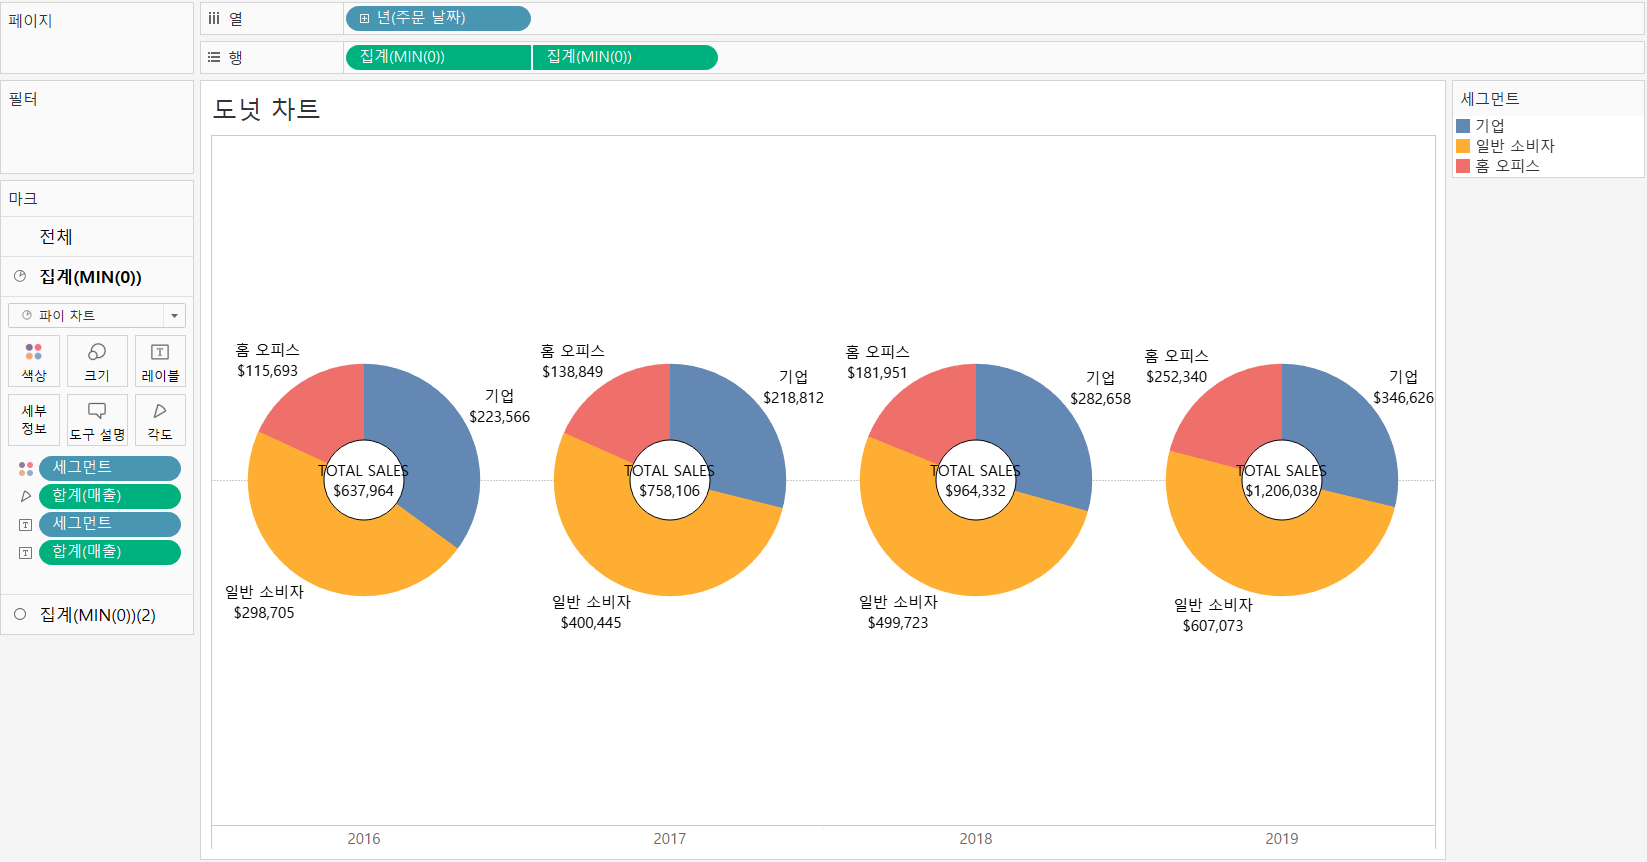 페이지
열
년(주문 날짜)
행
집계(MIN(0))
집계(MIN(0))
필터
마크
전체
집계(MIN(0))
파이 차트
색상
크기
레이블
세부
정보
도구 설명
각도
세그먼트
합계(매출)
세그먼트
합계(매출)
집계(MIN(0))(2)
도넛 차트
홈 오피스
$115,693
기업
$223,566
TOTAL SALES
$637,964
일반 소비자
$298,705
홈 오피스
$138,849
기업
$218,812
TOTAL SALES
$758,106
일반 소비자
$400,445
홈 오피스
$181,951
기업
$282,658
TOTAL SALES
$964,332
일반 소비자
$499,723
홈 오피스
$252,340
기업
$346,626
TOTAL SALES
$1,206,038
일반 소비자
$607,073
2016
2017
2018
2019
세그먼트
기업
일반 소비자
홈 오피스